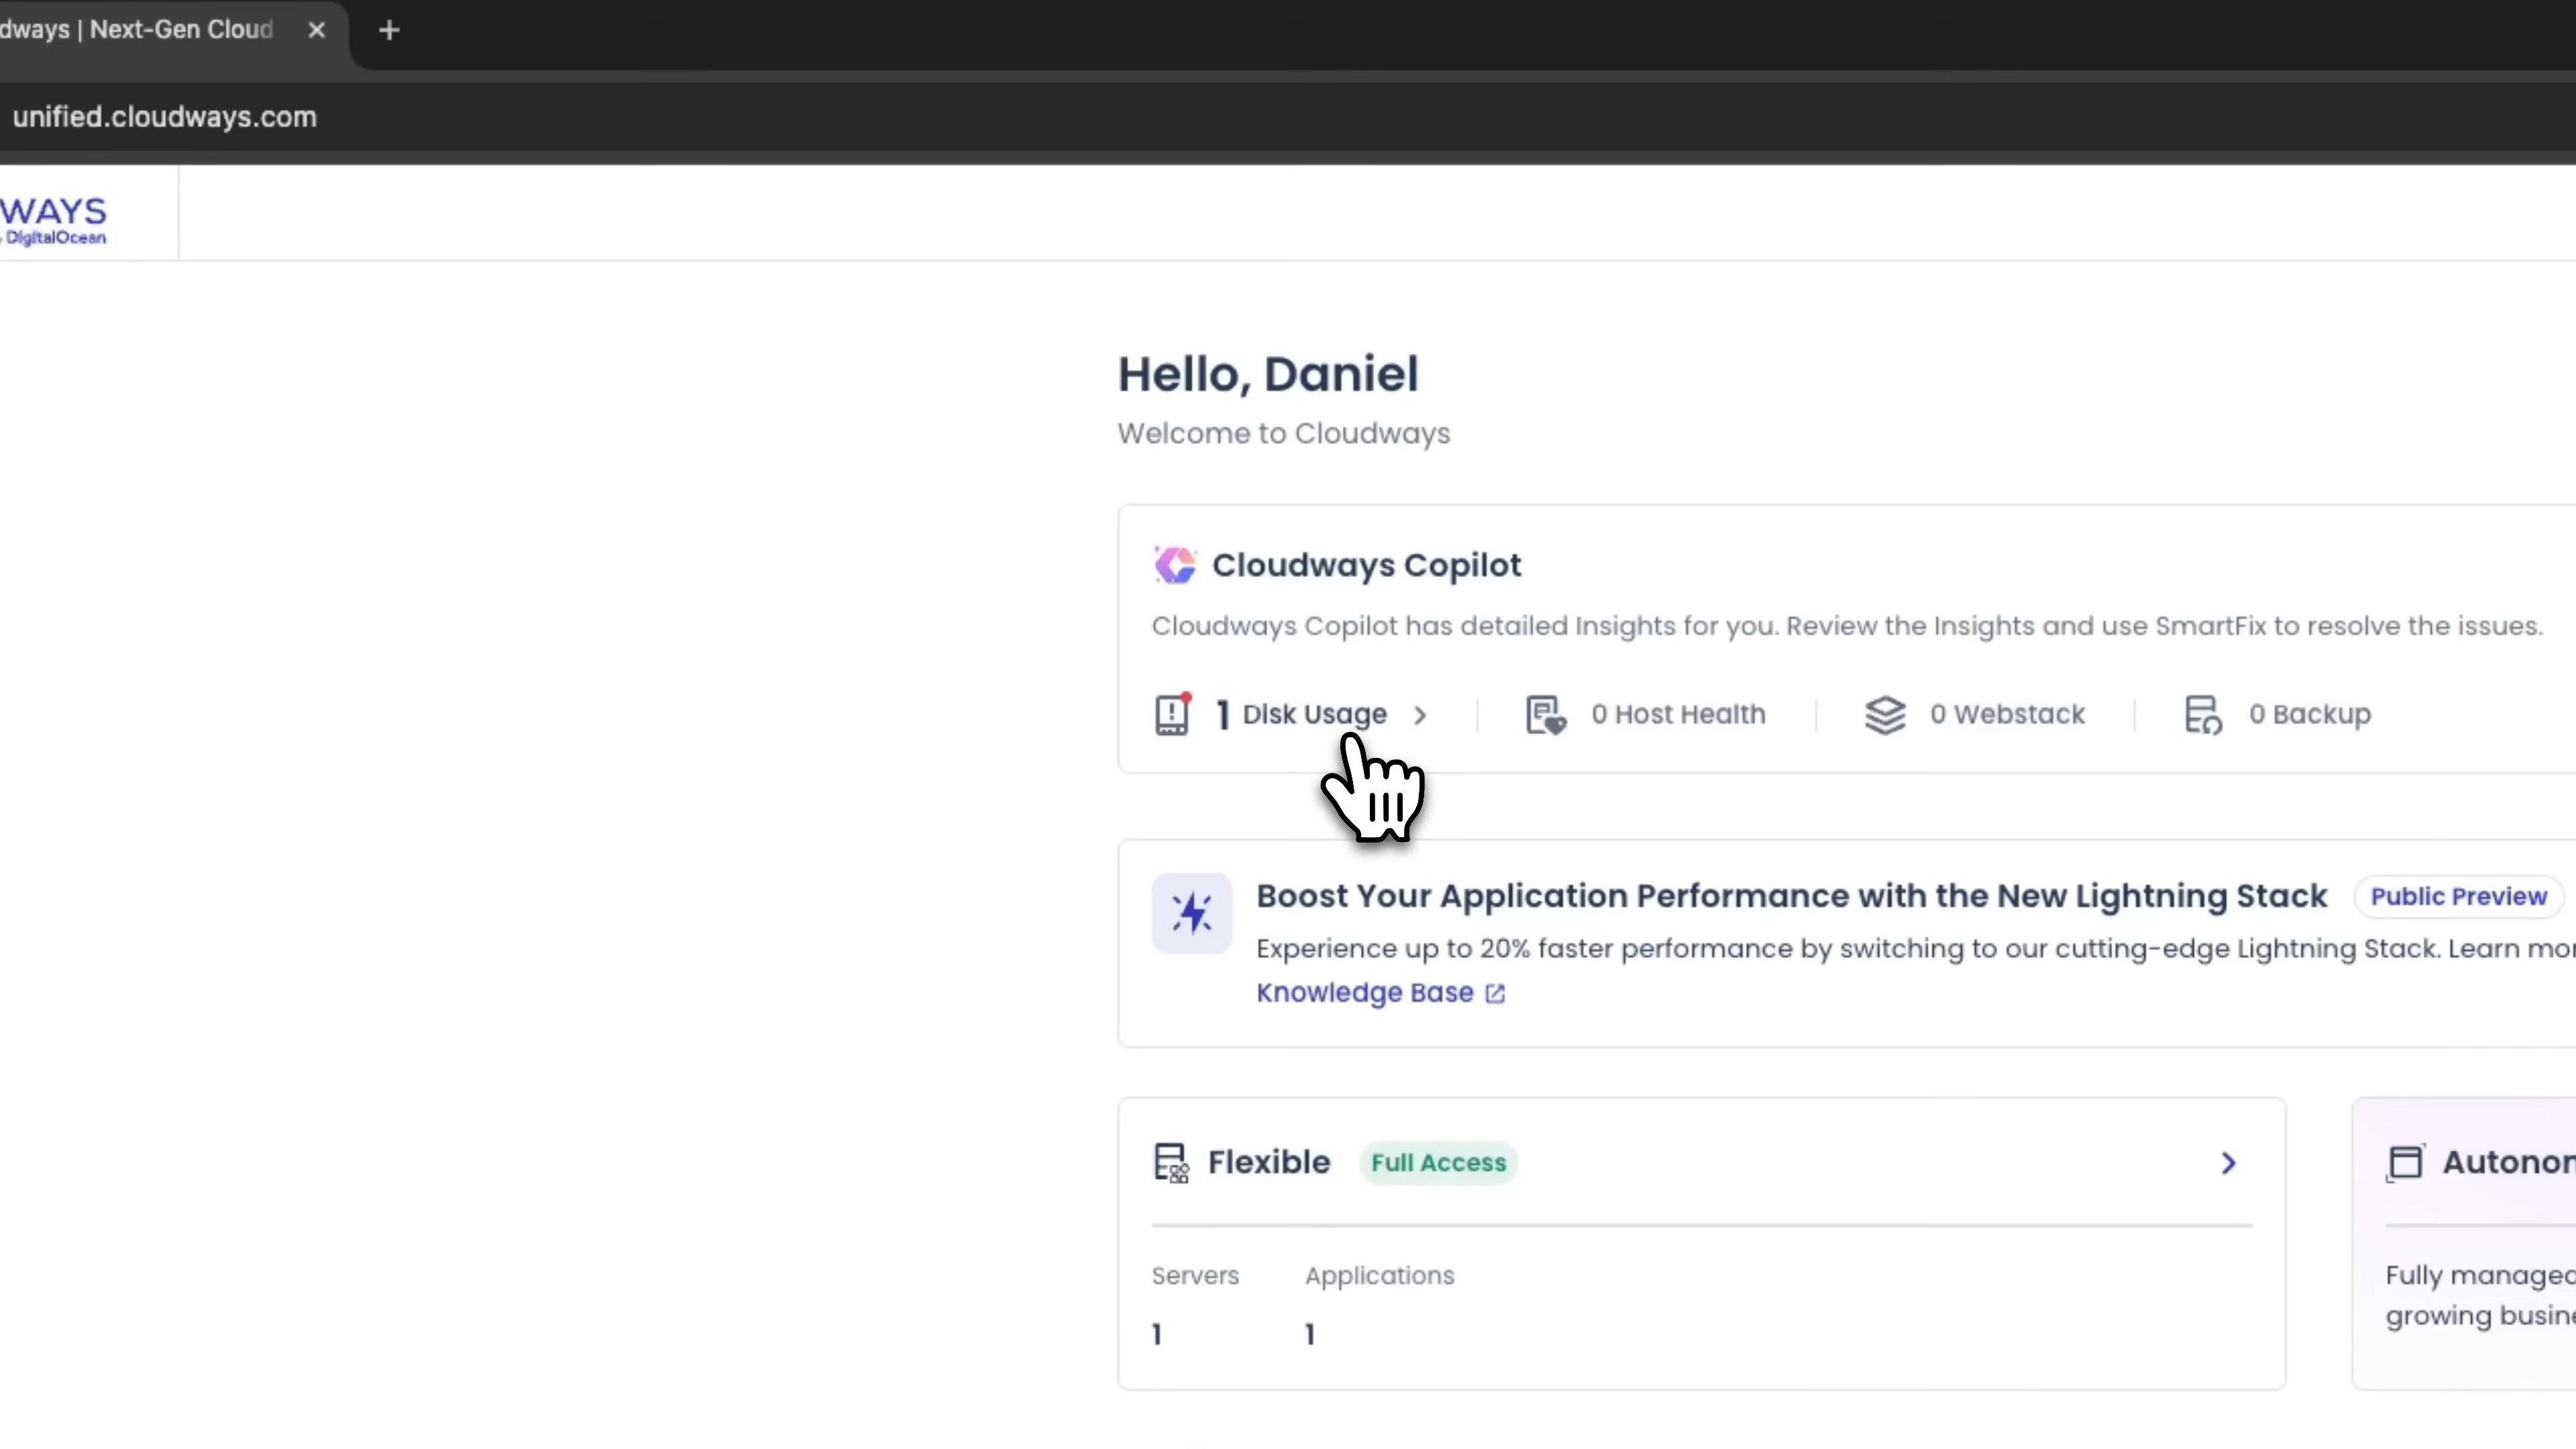 dways | Next-Gen Cloud
unified.cloudways.com
WAYS
DigitalOcean
Hello, Daniel
Welcome to Cloudways
Cloudways Copilot
Cloudways Copilot has detailed Insights for you. Review the Insights and use SmartFix to resolve the issues.
1 Disk Usage
0 Host Health
0 Webstack
0 Backup
Boost Your Application Performance with the New Lightning Stack
Public Preview
Experience up to 20% faster performance by switching to our cutting-edge Lightning Stack. Learn mor
Knowledge Base
Flexible
Full Access
Servers
Applications
1
1
Autonom
Fully managed
growing busine